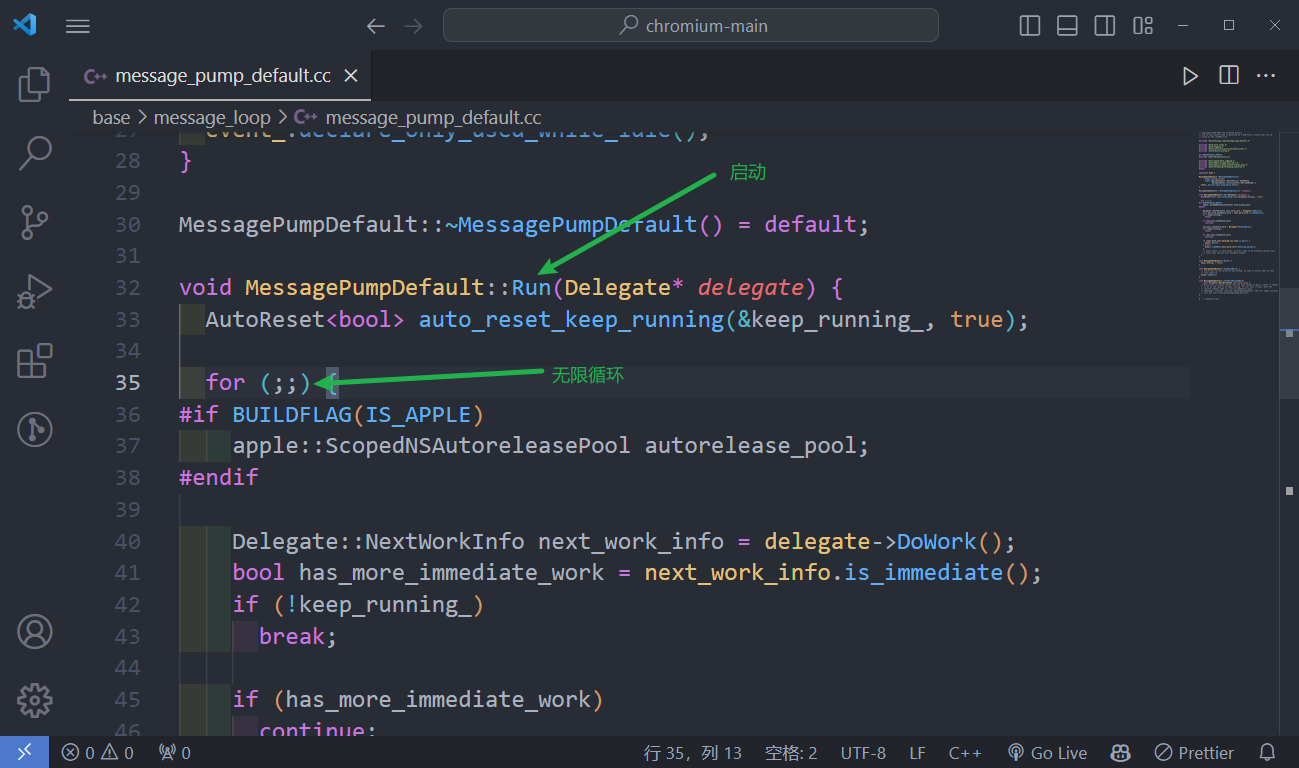 chromium-main
C++ message_pump_default.cc
base > message_loop > C++ message_pump_default.cc
27 event_.declare_only_used_while_idle();
28 }
启动
29
30 MessagePumpDefault::~MessagePumpDefault() = default;
31
32 void MessagePumpDefault::Run(Delegate* delegate) {
33 AutoReset<bool> auto_reset_keep_running(&keep_running_, true);
34
35 for (;;) {
无限循环
36 #if BUILDFLAG(IS_APPLE)
37 apple::ScopedNSAutoreleasePool autorelease_pool;
38 #endif
39
40 Delegate::NextWorkInfo next_work_info = delegate->DoWork();
41 bool has_more_immediate_work = next_work_info.is_immediate();
42 if (!keep_running_)
43 break;
44
45 if (has_more_immediate_work)
46 continue;
0 0 0 行 35，列 13 空格: 2 UTF-8 LF C++ Go Live Prettier